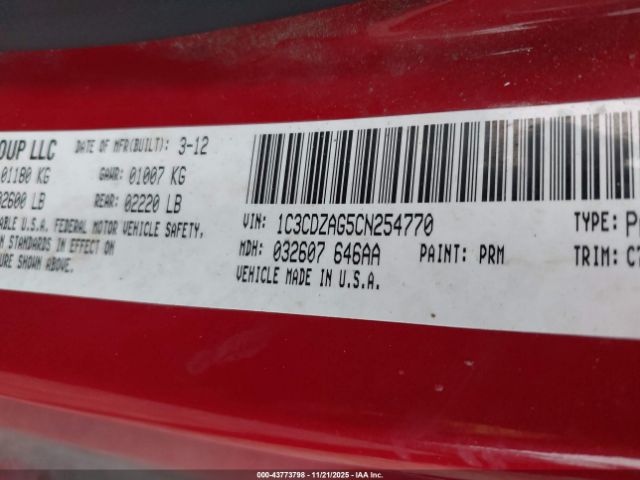 OUP LLC DATE OF MFR(BUILT): 3-12
01180 KG GAWR: 01007 KG
02600 LB REAR: 02220 LB
ABLE U.S.A. FEDERAL MOTOR VEHICLE SAFETY,
N STANDARDS IN EFFECT ON
URE SHOWN ABOVE.
VIN: 1C3CDZAG5CN254770 TYPE:
MDH: 032607 646AA PAINT: PRM TRIM: C7
VEHICLE MADE IN U.S.A.
000-43773798 - 11/21/2025 - IAA Corp.